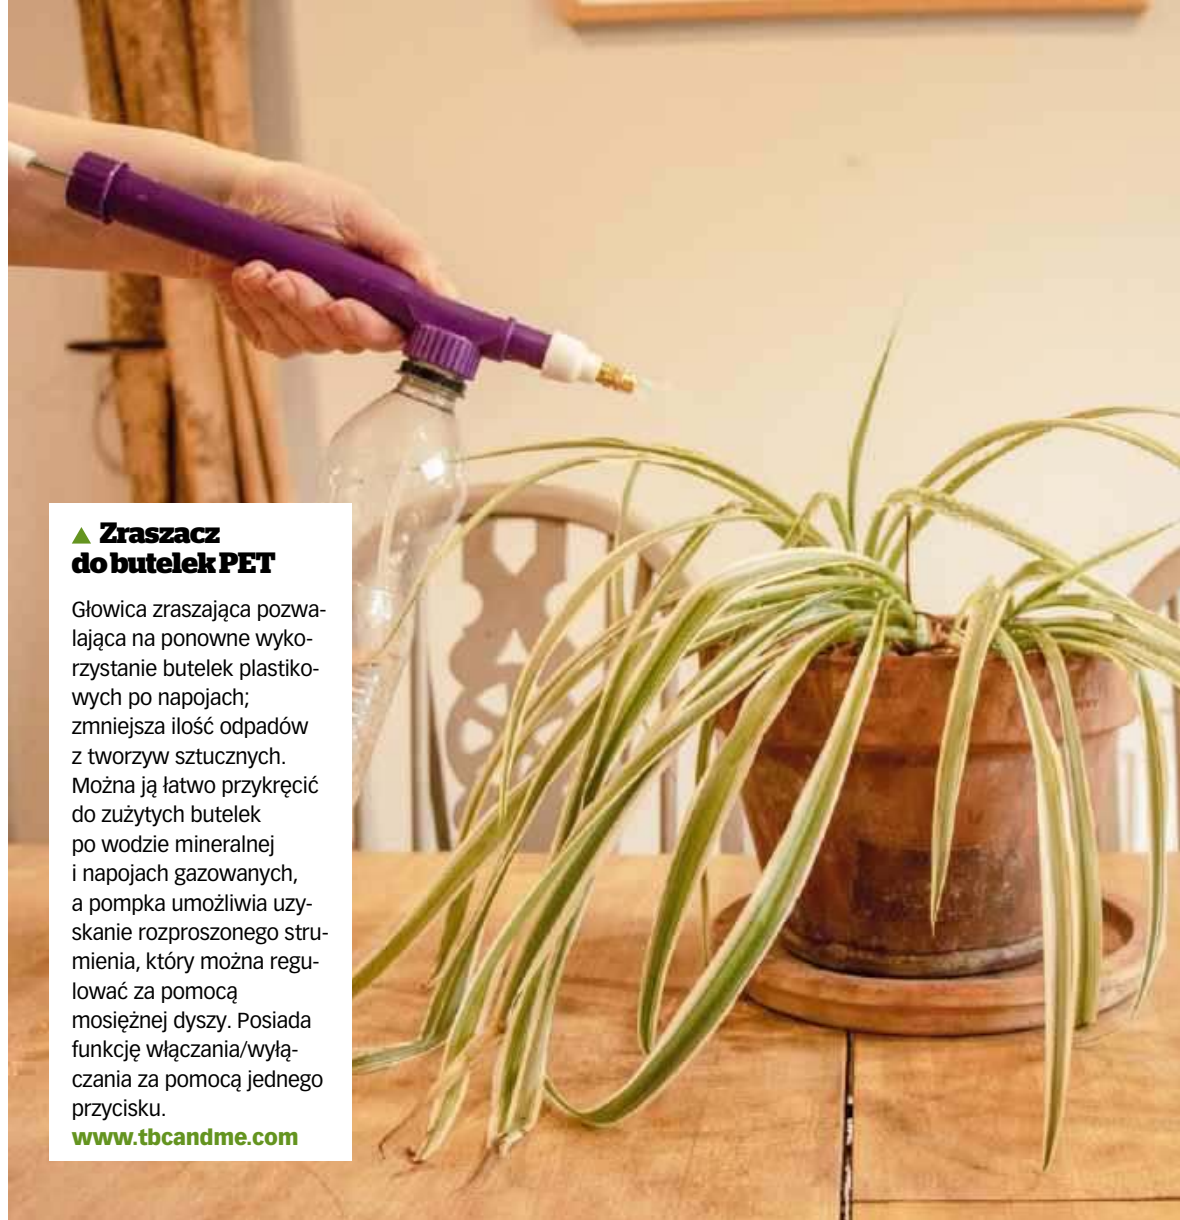 ▲ Zraszacz
do butelek PET
Głowica zraszająca pozwa-
lająca na ponowne wyko-
rzystanie butelek plastiko-
wych po napojach;
zmniejsza ilość odpadów
z tworzyw sztucznych.
Można ją łatwo przykręcić
do zużytych butelek
po wodzie mineralnej
i napojach gazowanych,
a pompka umożliwia uzy-
skanie rozproszonego stru-
mienia, który można regu-
lować za pomocą
mosiężnej dyszy. Posiada
funkcję włączania/wyłą-
czania za pomocą jednego
przycisku.
www.tbcandme.com